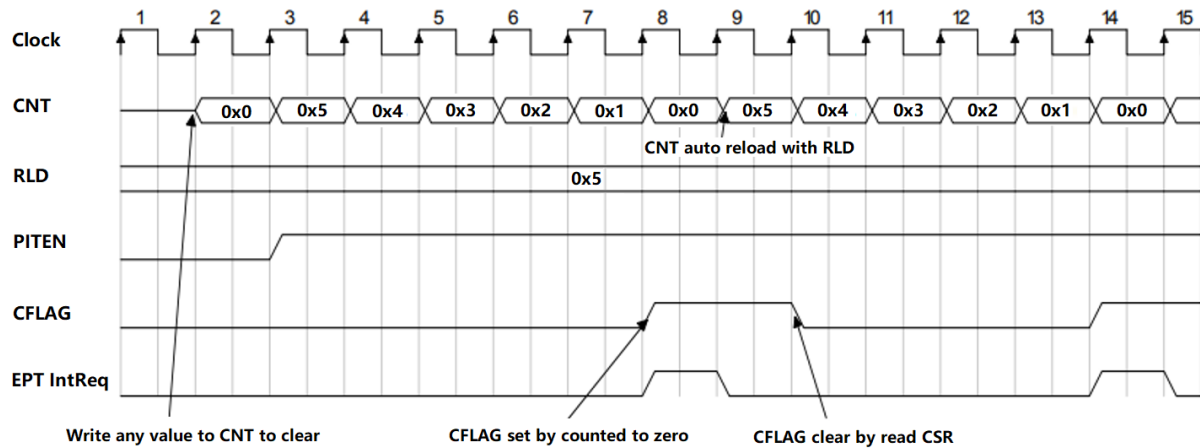 1 2 3 4 5 6 7 8 9 10 11 12 13 14 15
Clock
CNT 0x0 0x5 0x4 0x3 0x2 0x1 0x0 0x5 0x4 0x3 0x2 0x1 0x0
CNT auto reload with RLD
RLD 0x5
PITEN
CFLAG
EPT IntReq
Write any value to CNT to clear CFLAG set by counted to zero CFLAG clear by read CSR